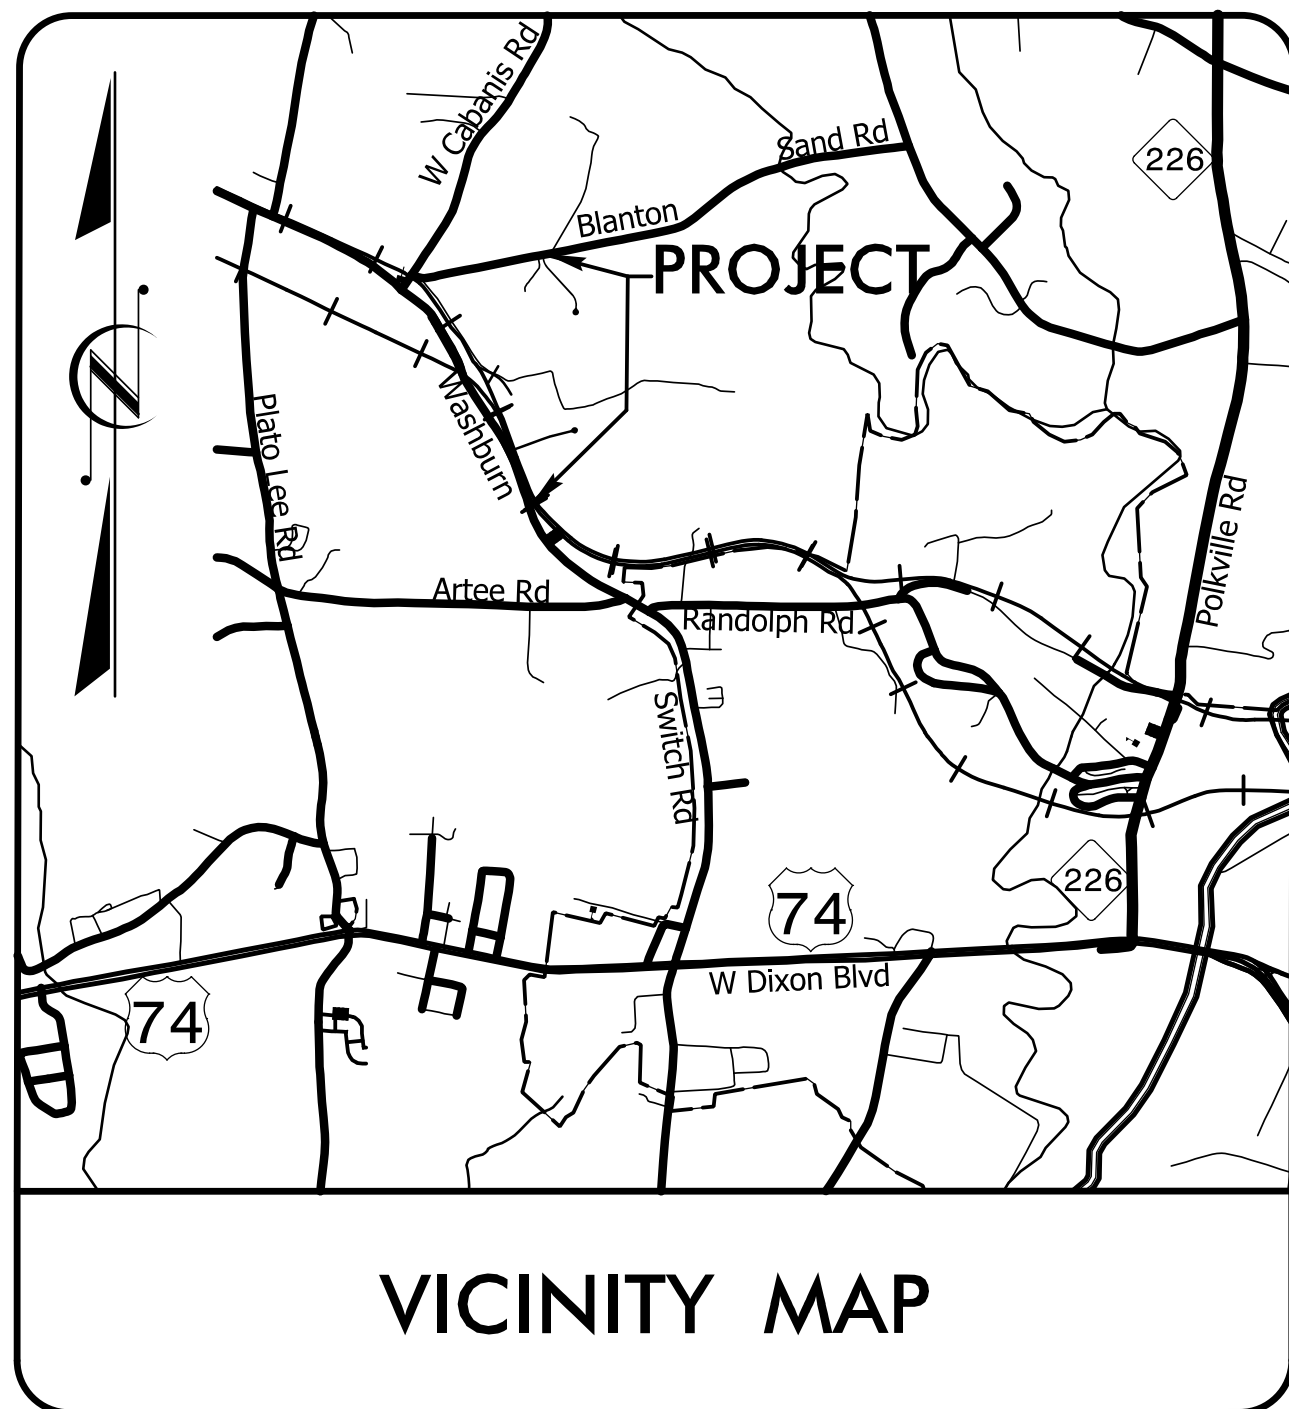 W Cabanis Rd
Sand Rd
226
Blanton
PROJECT
N
Washburn
Plato Lee Rd
Polkville Rd
Artee Rd
Randolph Rd
Switch Rd
226
74
W Dixon Blvd
74
VICINITY MAP